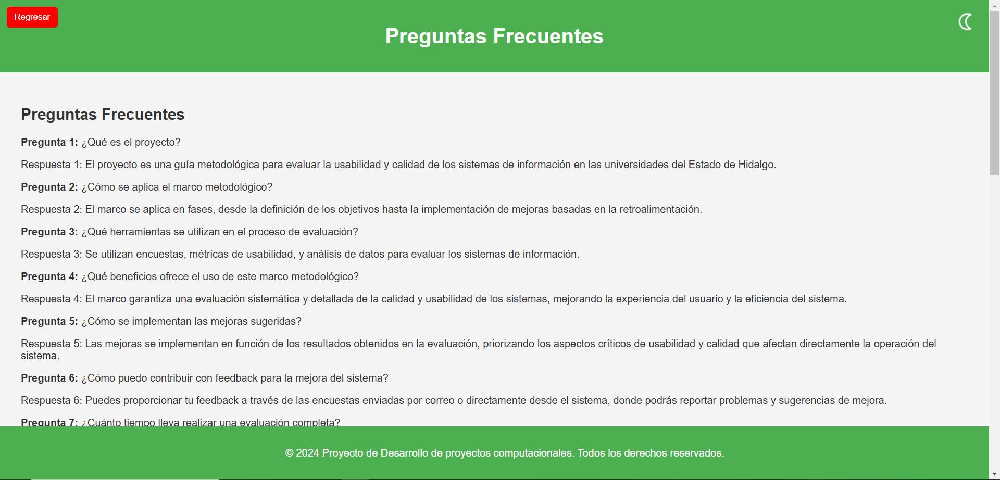 Regresar
Preguntas Frecuentes
Preguntas Frecuentes
Pregunta 1: ¿Qué es el proyecto?
Respuesta 1: El proyecto es una guía metodológica para evaluar la usabilidad y calidad de los sistemas de información en las universidades del Estado de Hidalgo.
Pregunta 2: ¿Cómo se aplica el marco metodológico?
Respuesta 2: El marco se aplica en fases, desde la definición de los objetivos hasta la implementación de mejoras basadas en la retroalimentación.
Pregunta 3: ¿Qué herramientas se utilizan en el proceso de evaluación?
Respuesta 3: Se utilizan encuestas, métricas de usabilidad, y análisis de datos para evaluar los sistemas de información.
Pregunta 4: ¿Qué beneficios ofrece el uso de este marco metodológico?
Respuesta 4: El marco garantiza una evaluación sistemática y detallada de la calidad y usabilidad de los sistemas, mejorando la experiencia del usuario y la eficiencia del sistema.
Pregunta 5: ¿Cómo se implementan las mejoras sugeridas?
Respuesta 5: Las mejoras se implementan en función de los resultados obtenidos en la evaluación, priorizando los aspectos críticos de usabilidad y calidad que afectan directamente la operación del
sistema.
Pregunta 6: ¿Cómo puedo contribuir con feedback para la mejora del sistema?
Respuesta 6: Puedes proporcionar tu feedback a través de las encuestas enviadas por correo o directamente desde el sistema, donde podrás reportar problemas y sugerencias de mejora.
Pregunta 7: ¿Cuánto tiempo lleva realizar una evaluación completa?
© 2024 Proyecto de Desarrollo de proyectos computacionales. Todos los derechos reservados.